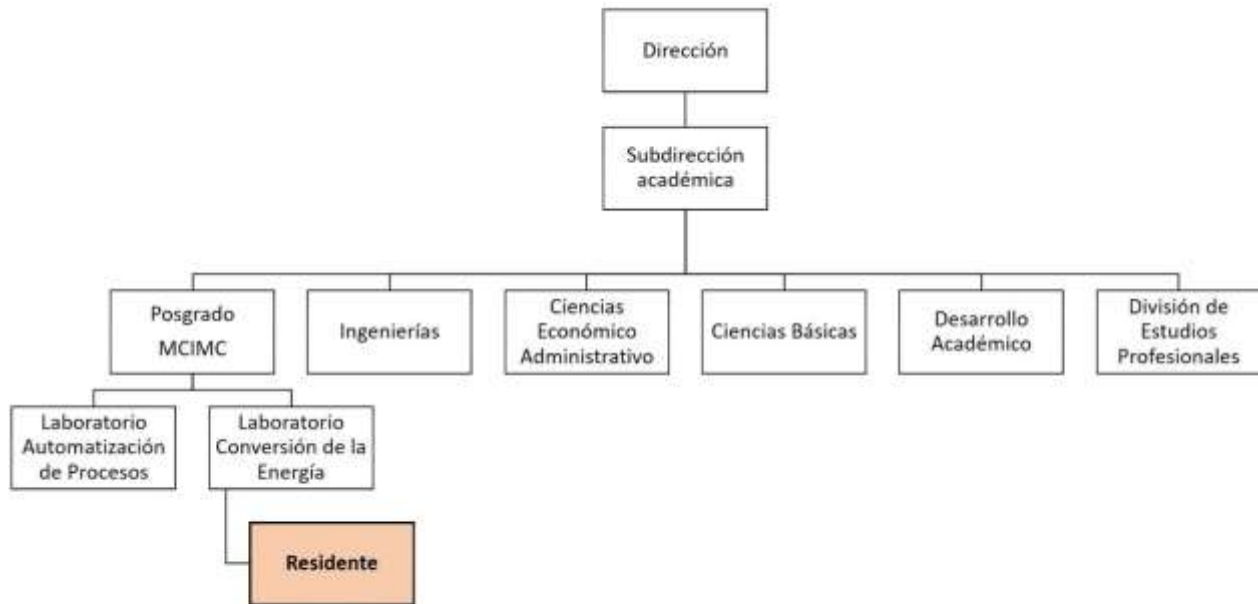 Dirección
Subdirección
académica
Posgrado
MCIMC
Ingenierías
Ciencias
Económico
Administrativo
Ciencias Básicas
Desarrollo
Académico
División de
Estudios
Profesionales
Laboratorio
Automatización
de Procesos
Laboratorio
Conversión de la
Energía
Residente